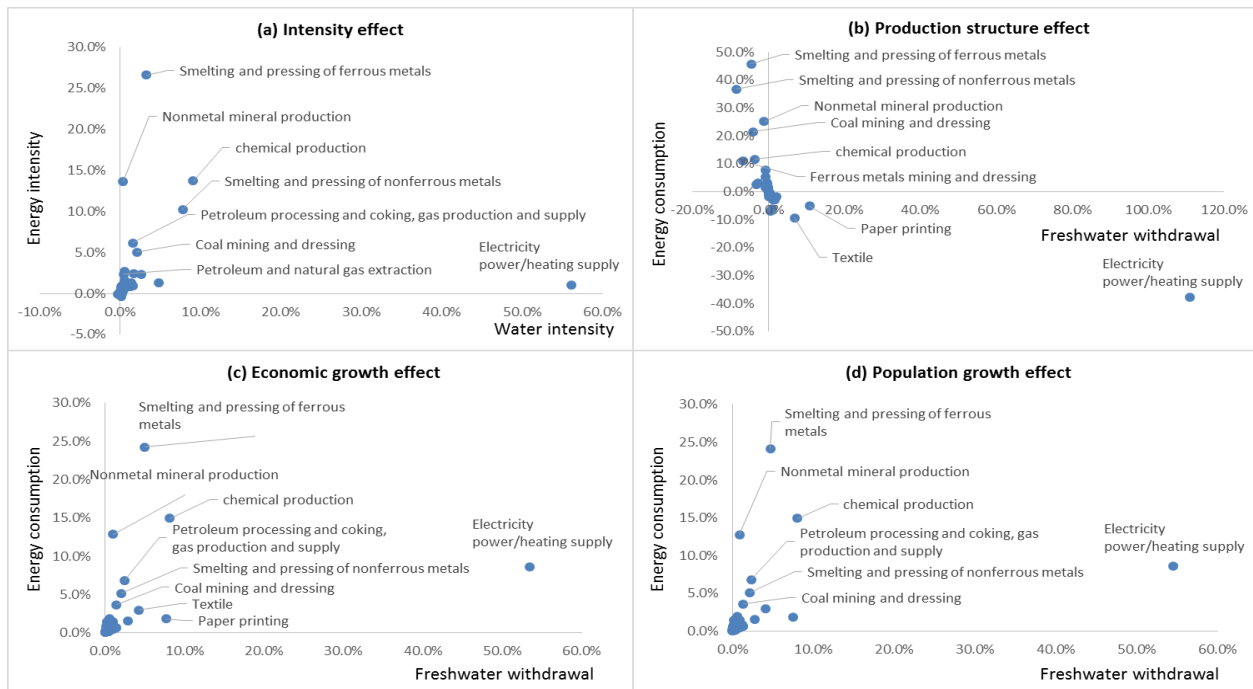 (a) Intensity effect
30.0%
25.0%
20.0%
15.0%
10.0%
5.0%
0.0%
-5.0%
Energy intensity
Smelting and pressing of ferrous metals
Nonmetal mineral production
chemical production
Smelting and pressing of nonferrous metals
Petroleum processing and coking, gas production and supply
Coal mining and dressing
Petroleum and natural gas extraction
Electricity
power/heating supply
-10.0%
0.0%
10.0%
20.0%
30.0%
40.0%
50.0%
60.0%
Water intensity
(b) Production structure effect
50.0%
40.0%
30.0%
20.0%
10.0%
0.0%
-10.0%
-20.0%
-30.0%
-40.0%
-50.0%
Energy consumption
Smelting and pressing of ferrous metals
Smelting and pressing of nonferrous metals
Nonmetal mineral production
Coal mining and dressing
chemical production
Ferrous metals mining and dressing
Paper printing
Textile
Electricity
power/heating supply
-20.0%
0.0%
20.0%
40.0%
60.0%
80.0%
100.0%
120.0%
Freshwater withdrawal
(c) Economic growth effect
30.0%
25.0%
20.0%
15.0%
10.0%
5.0%
0.0%
Energy consumption
Smelting and pressing of ferrous
metals
Nonmetal mineral production
chemical production
Petroleum processing and coking,
gas production and supply
Smelting and pressing of nonferrous metals
Coal mining and dressing
Textile
Paper printing
Electricity
power/heating supply
0.0%
10.0%
20.0%
30.0%
40.0%
50.0%
60.0%
Freshwater withdrawal
(d) Population growth effect
30.0%
25.0%
20.0%
15.0%
10.0%
5.0%
0.0%
Energy consumption
Smelting and pressing of ferrous
metals
Nonmetal mineral production
chemical production
Petroleum processing and coking, gas
production and supply
Smelting and pressing of nonferrous metals
Coal mining and dressing
Electricity
power/heating supply
0.0%
10.0%
20.0%
30.0%
40.0%
50.0%
60.0%
Freshwater withdrawal